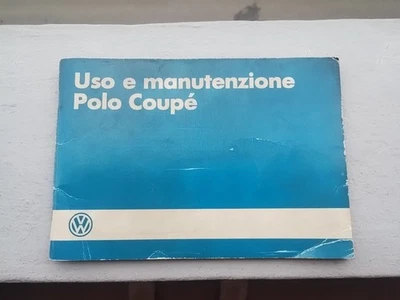 Uso e manutenzione
Polo Coupé